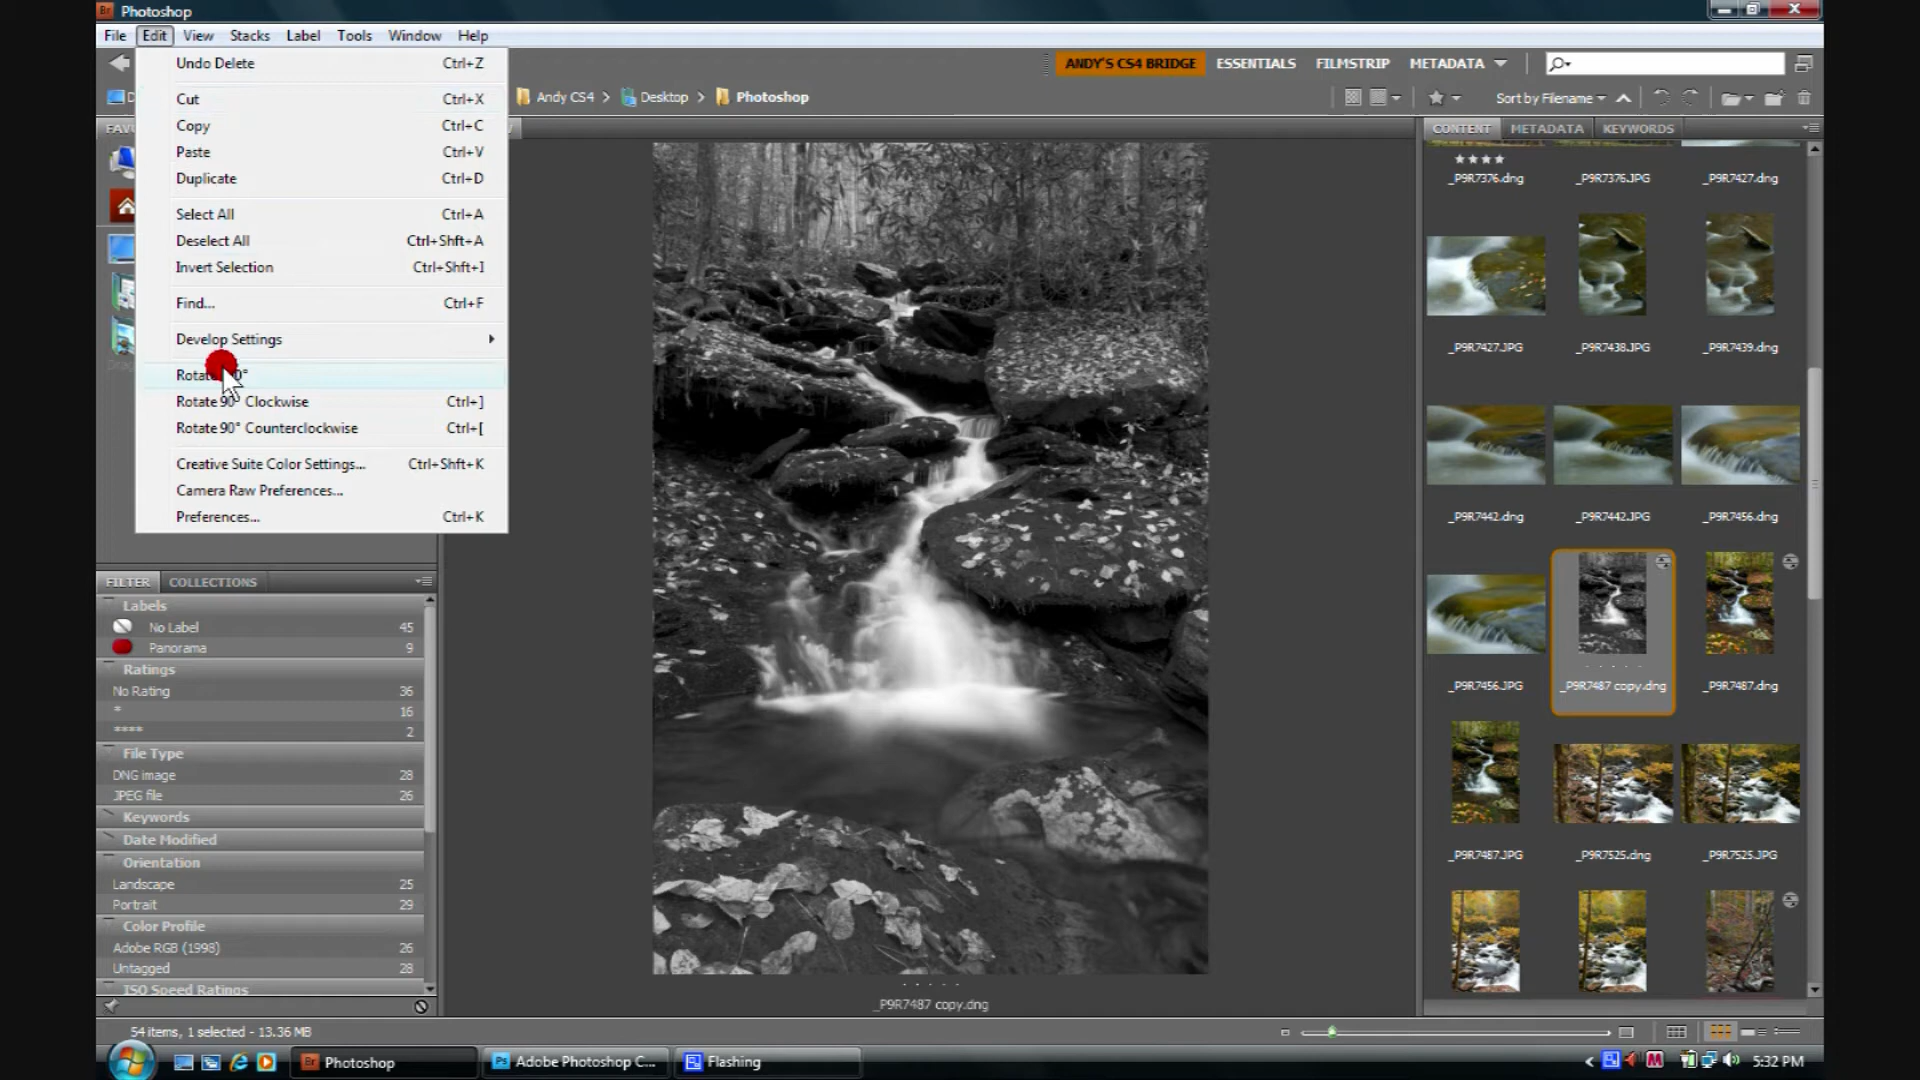 Br Photoshop
File Edit View Stacks Label Tools Window Help
ANDY'S CS4 BRIDGE ESSENTIALS FILMSTRIP METADATA
Andy CS4 > Desktop > Photoshop
Sort by Filename
Undo Delete Ctrl+Z
Cut Ctrl+X
Copy Ctrl+C
Paste Ctrl+V
Duplicate Ctrl+D
Select All Ctrl+A
Deselect All Ctrl+Shft+A
Invert Selection Ctrl+Shft+I
Find... Ctrl+F
Develop Settings
Rotate
Rotate 90° Clockwise Ctrl+]
Rotate 90° Counterclockwise Ctrl+[
Creative Suite Color Settings... Ctrl+Shft+K
Camera Raw Preferences...
Preferences... Ctrl+K
FILTER COLLECTIONS
Labels
No Label 45
Panorama 9
Ratings
No Rating 36
* 16
**** 2
File Type
DNG image 28
JPEG file 26
Keywords
Date Modified
Orientation
Landscape 25
Portrait 29
Color Profile
Adobe RGB (1998) 26
Untagged 28
ISO Speed Ratings
_P9R7487 copy.dng
CONTENT METADATA KEYWORDS
_P9R7376.dng _P9R7376.JPG _P9R7427.dng
_P9R7427.JPG _P9R7438.JPG _P9R7439.dng
_P9R7442.dng _P9R7442.JPG _P9R7456.dng
_P9R7456.JPG _P9R7487 copy.dng _P9R7487.dng
_P9R7487.JPG _P9R7525.dng _P9R7525.JPG
54 items, 1 selected - 13.36 MB
Br Photoshop
Ps Adobe Photoshop C...
Flashing
5:32 PM